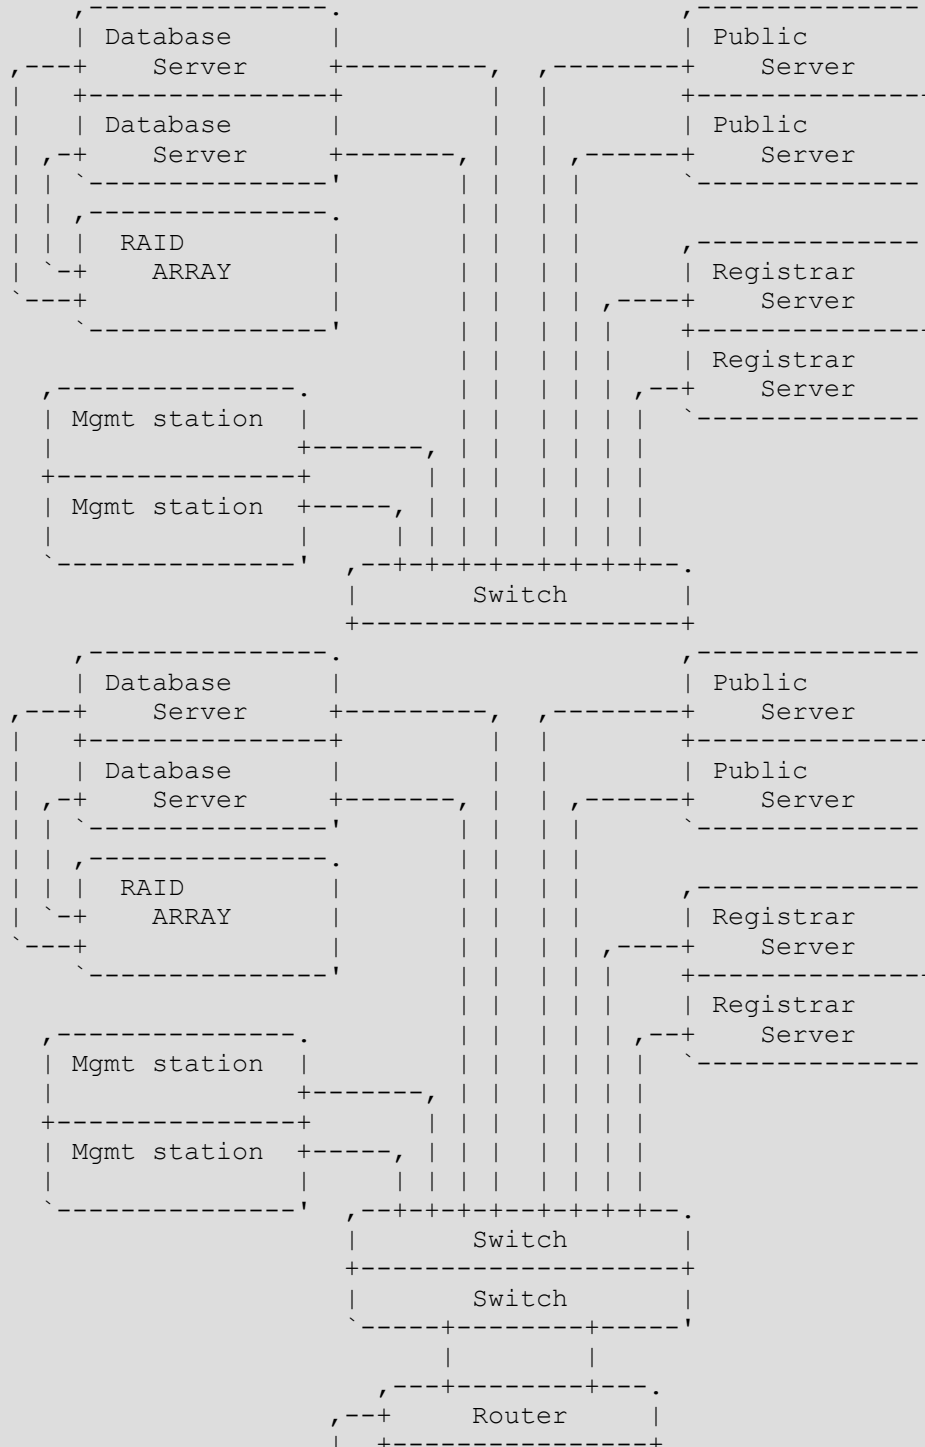 Database Public
Server Server
Database Public
Server Server
RAID
ARRAY Registrar
Server
Registrar
Server
Mgmt station
Mgmt station
Switch
Database Public
Server Server
Database Public
Server Server
RAID
ARRAY Registrar
Server
Registrar
Server
Mgmt station
Mgmt station
Switch
Switch
Router